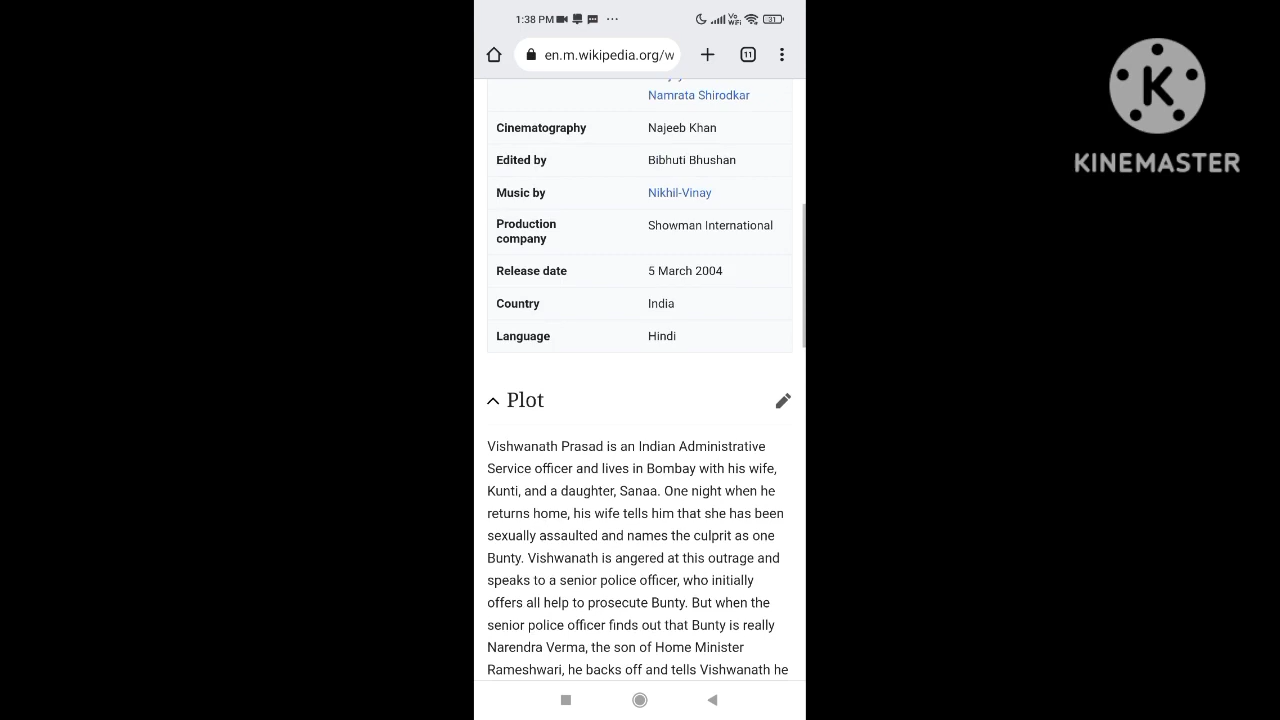 1:38 PM
Vo WiFi
31
en.m.wikipedia.org/w
11
Namrata Shirodkar
Cinematography Najeeb Khan
Edited by Bibhuti Bhushan
Music by Nikhil-Vinay
Production company Showman International
Release date 5 March 2004
Country India
Language Hindi
Plot
Vishwanath Prasad is an Indian Administrative
Service officer and lives in Bombay with his wife,
Kunti, and a daughter, Sanaa. One night when he
returns home, his wife tells him that she has been
sexually assaulted and names the culprit as one
Bunty. Vishwanath is angered at this outrage and
speaks to a senior police officer, who initially
offers all help to prosecute Bunty. But when the
senior police officer finds out that Bunty is really
Narendra Verma, the son of Home Minister
Rameshwari, he backs off and tells Vishwanath he
K
KINEMASTER